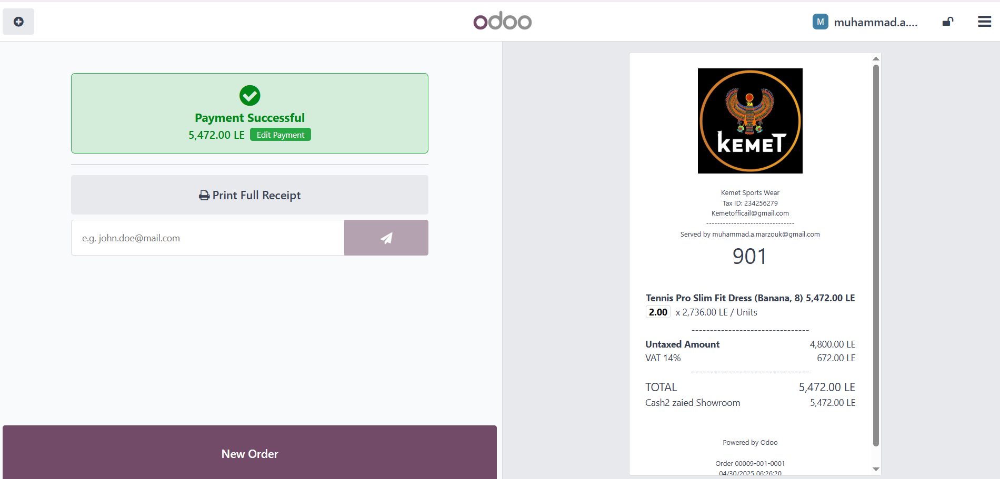 odoo
M muhammad.a....
Payment Successful
5,472.00 LE Edit Payment
Print Full Receipt
e.g. john.doe@mail.com
New Order
KEMET
Kemet Sports Wear
Tax ID: 234256279
Kemetofficail@gmail.com
--------------------------------
Served by muhammad.a.marzouk@gmail.com
901
Tennis Pro Slim Fit Dress (Banana, 8) 5,472.00 LE
2.00 x 2,736.00 LE / Units
--------------------------------
Untaxed Amount 4,800.00 LE
VAT 14% 672.00 LE
--------------------------------
TOTAL 5,472.00 LE
Cash2 zaied Showroom 5,472.00 LE
Powered by Odoo
Order 00009-001-0001
04/30/2025 06:26:20